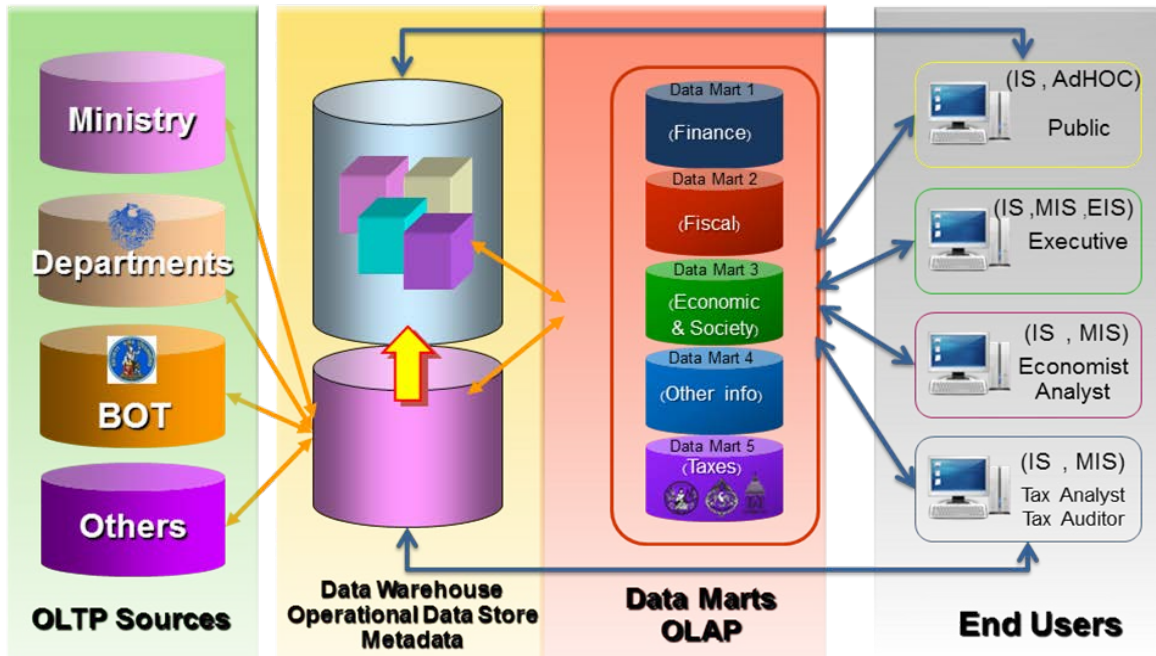 Ministry
Departments
BOT
Others
OLTP Sources
Data Warehouse
Operational Data Store
Metadata
Data Mart 1
(Finance)
Data Mart 2
(Fiscal)
Data Mart 3
(Economic
& Society)
Data Mart 4
(Other info)
Data Mart 5
(Taxes)
Data Marts
OLAP
(IS , AdHOC)
Public
(IS ,MIS ,EIS)
Executive
(IS , MIS)
Economist
Analyst
(IS , MIS)
Tax Analyst
Tax Auditor
End Users